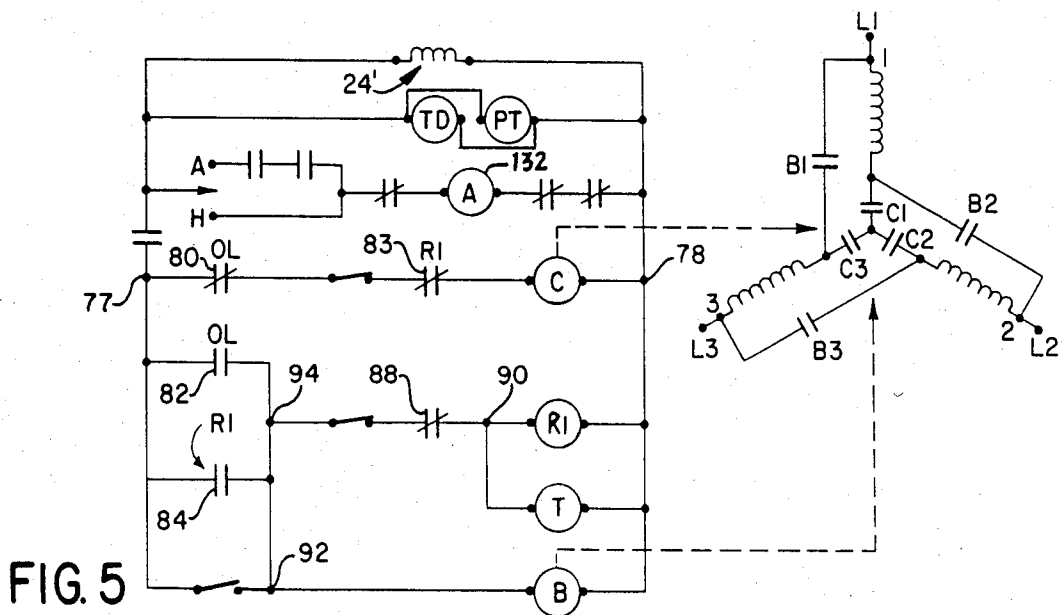 L1
1
24'
TD
PT
B1
A
132
A
H
B2
C1
C2
C3
80
OL
83
R1
C
78
77
3
2
L3
B3
L2
OL
82
94
88
90
R1
R1
84
T
92
B
FIG. 5